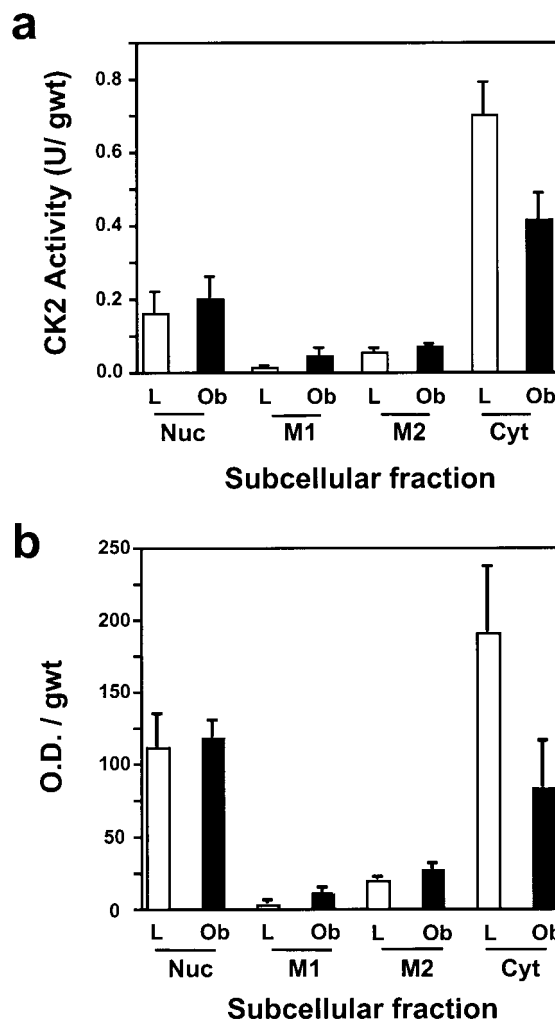 a
CK2 Activity (U/ gwt)
0.8
0.6
0.4
0.2
0.0
L Ob L Ob L Ob L Ob
Nuc M1 M2 Cyt
Subcellular fraction
b
O.D. / gwt
250
200
150
100
50
0
L Ob L Ob L Ob L Ob
Nuc M1 M2 Cyt
Subcellular fraction